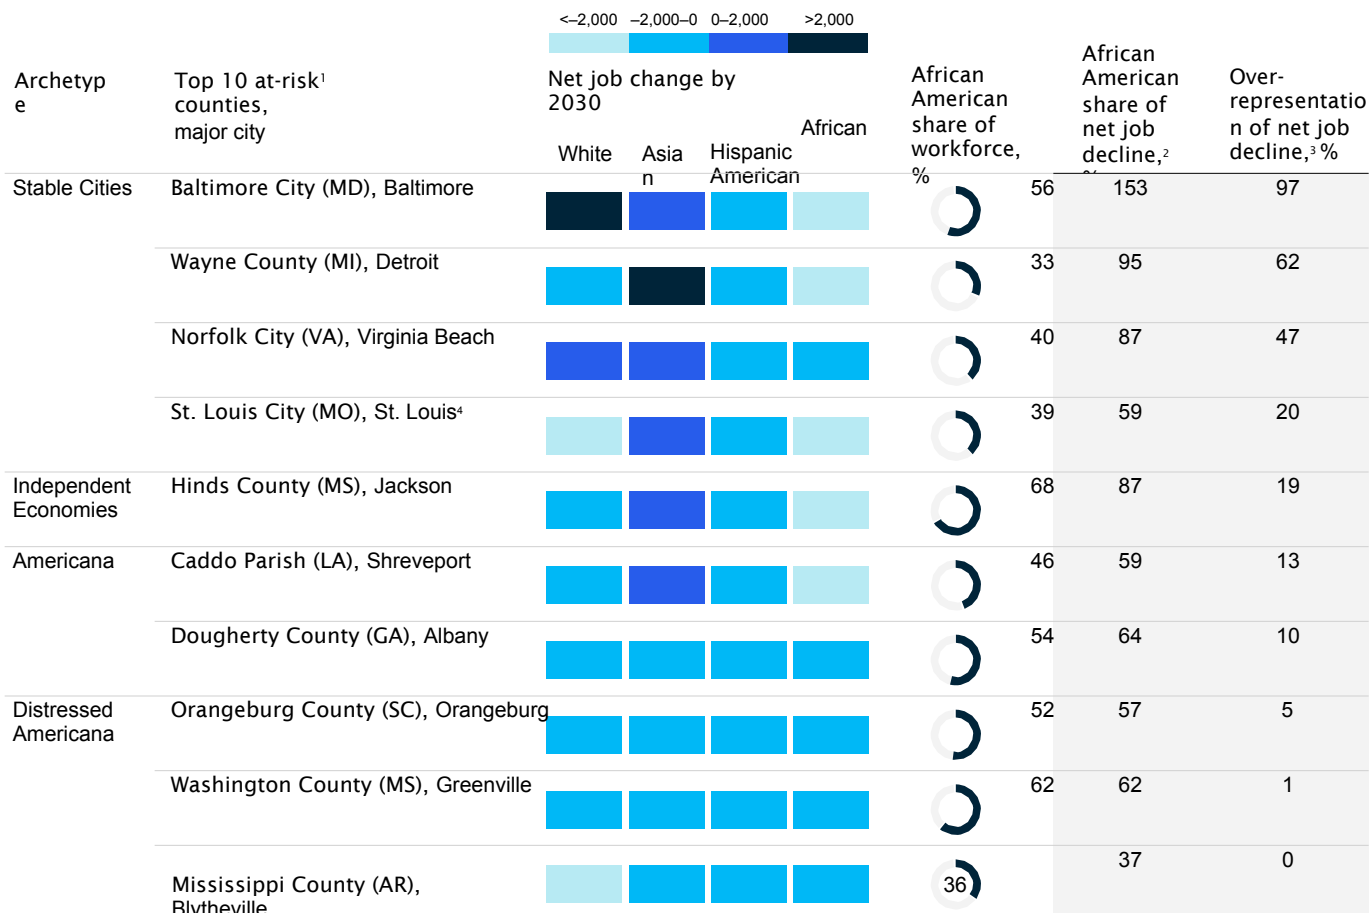 <–2,000 –2,000–0 0–2,000 >2,000
Archetyp
e
Top 10 at-risk¹
counties,
major city
Net job change by
2030
White
Asia
n
Hispanic
African
American
African
American
share of
workforce,
%
African
American
share of
net job
decline,²
%
Over-
representatio
n of net job
decline,³ %
Stable Cities
Baltimore City (MD), Baltimore
56 153 97
Wayne County (MI), Detroit
33 95 62
Norfolk City (VA), Virginia Beach
40 87 47
St. Louis City (MO), St. Louis⁴
39 59 20
Independent
Economies
Hinds County (MS), Jackson
68 87 19
Americana
Caddo Parish (LA), Shreveport
46 59 13
Dougherty County (GA), Albany
54 64 10
Distressed
Americana
Orangeburg County (SC), Orangeburg
52 57 5
Washington County (MS), Greenville
62 62 1
Mississippi County (AR),
Blytheville
36 37 0